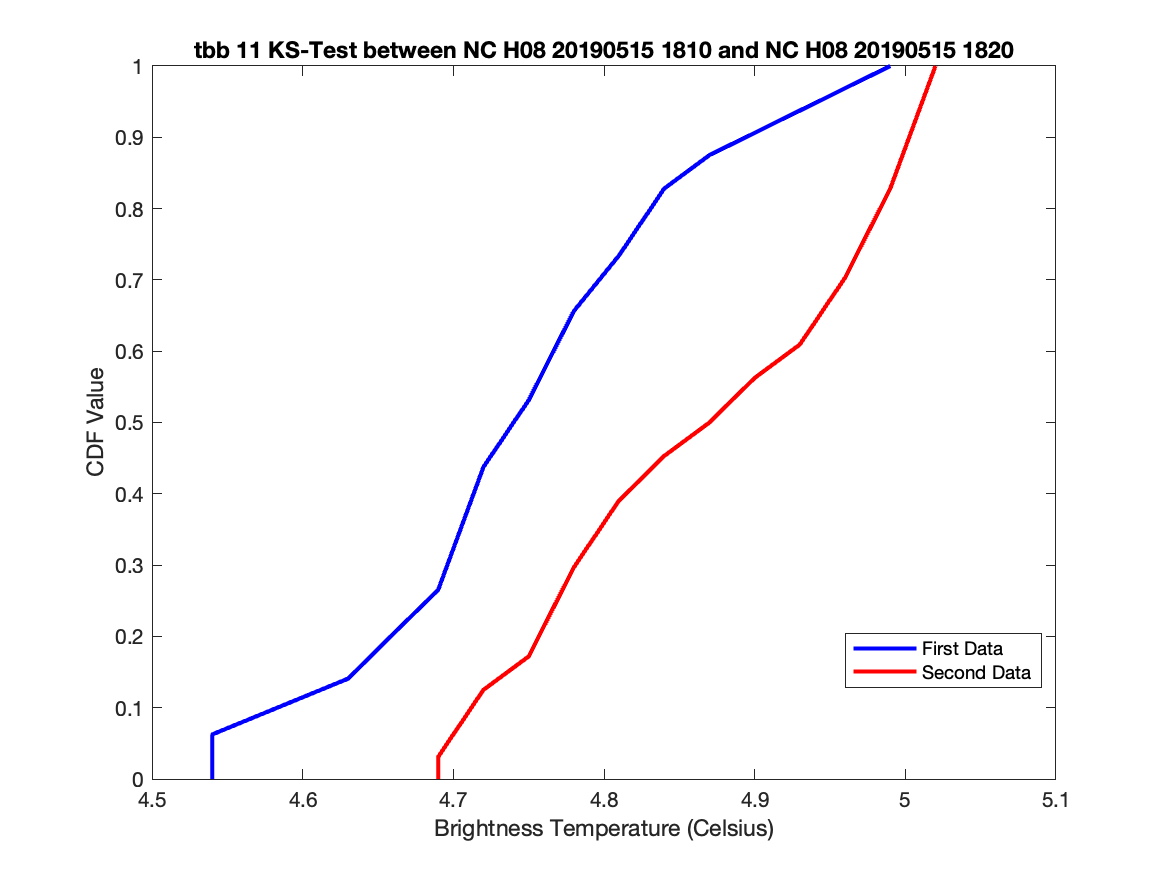 tbb 11 KS-Test between NC H08 20190515 1810 and NC H08 20190515 1820
1
0.9
0.8
0.7
0.6
0.5
0.4
0.3
0.2
0.1
0
CDF Value
First Data
Second Data
4.5 4.6 4.7 4.8 4.9 5 5.1
Brightness Temperature (Celsius)